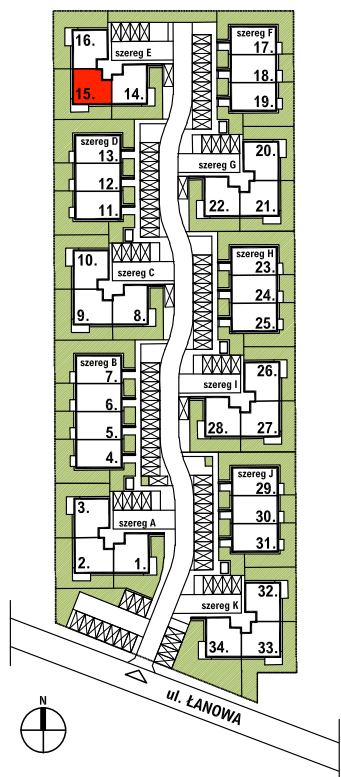 16.
szereg E
15.
14.
szereg F
17.
18.
19.
szereg D
13.
12.
11.
szereg G
20.
22.
21.
10.
szereg C
9.
8.
szereg H
23.
24.
25.
szereg B
7.
6.
5.
4.
26.
szereg I
28.
27.
3.
szereg A
2.
1.
szereg J
29.
30.
31.
32.
szereg K
34.
33.
ul. ŁANOWA
N